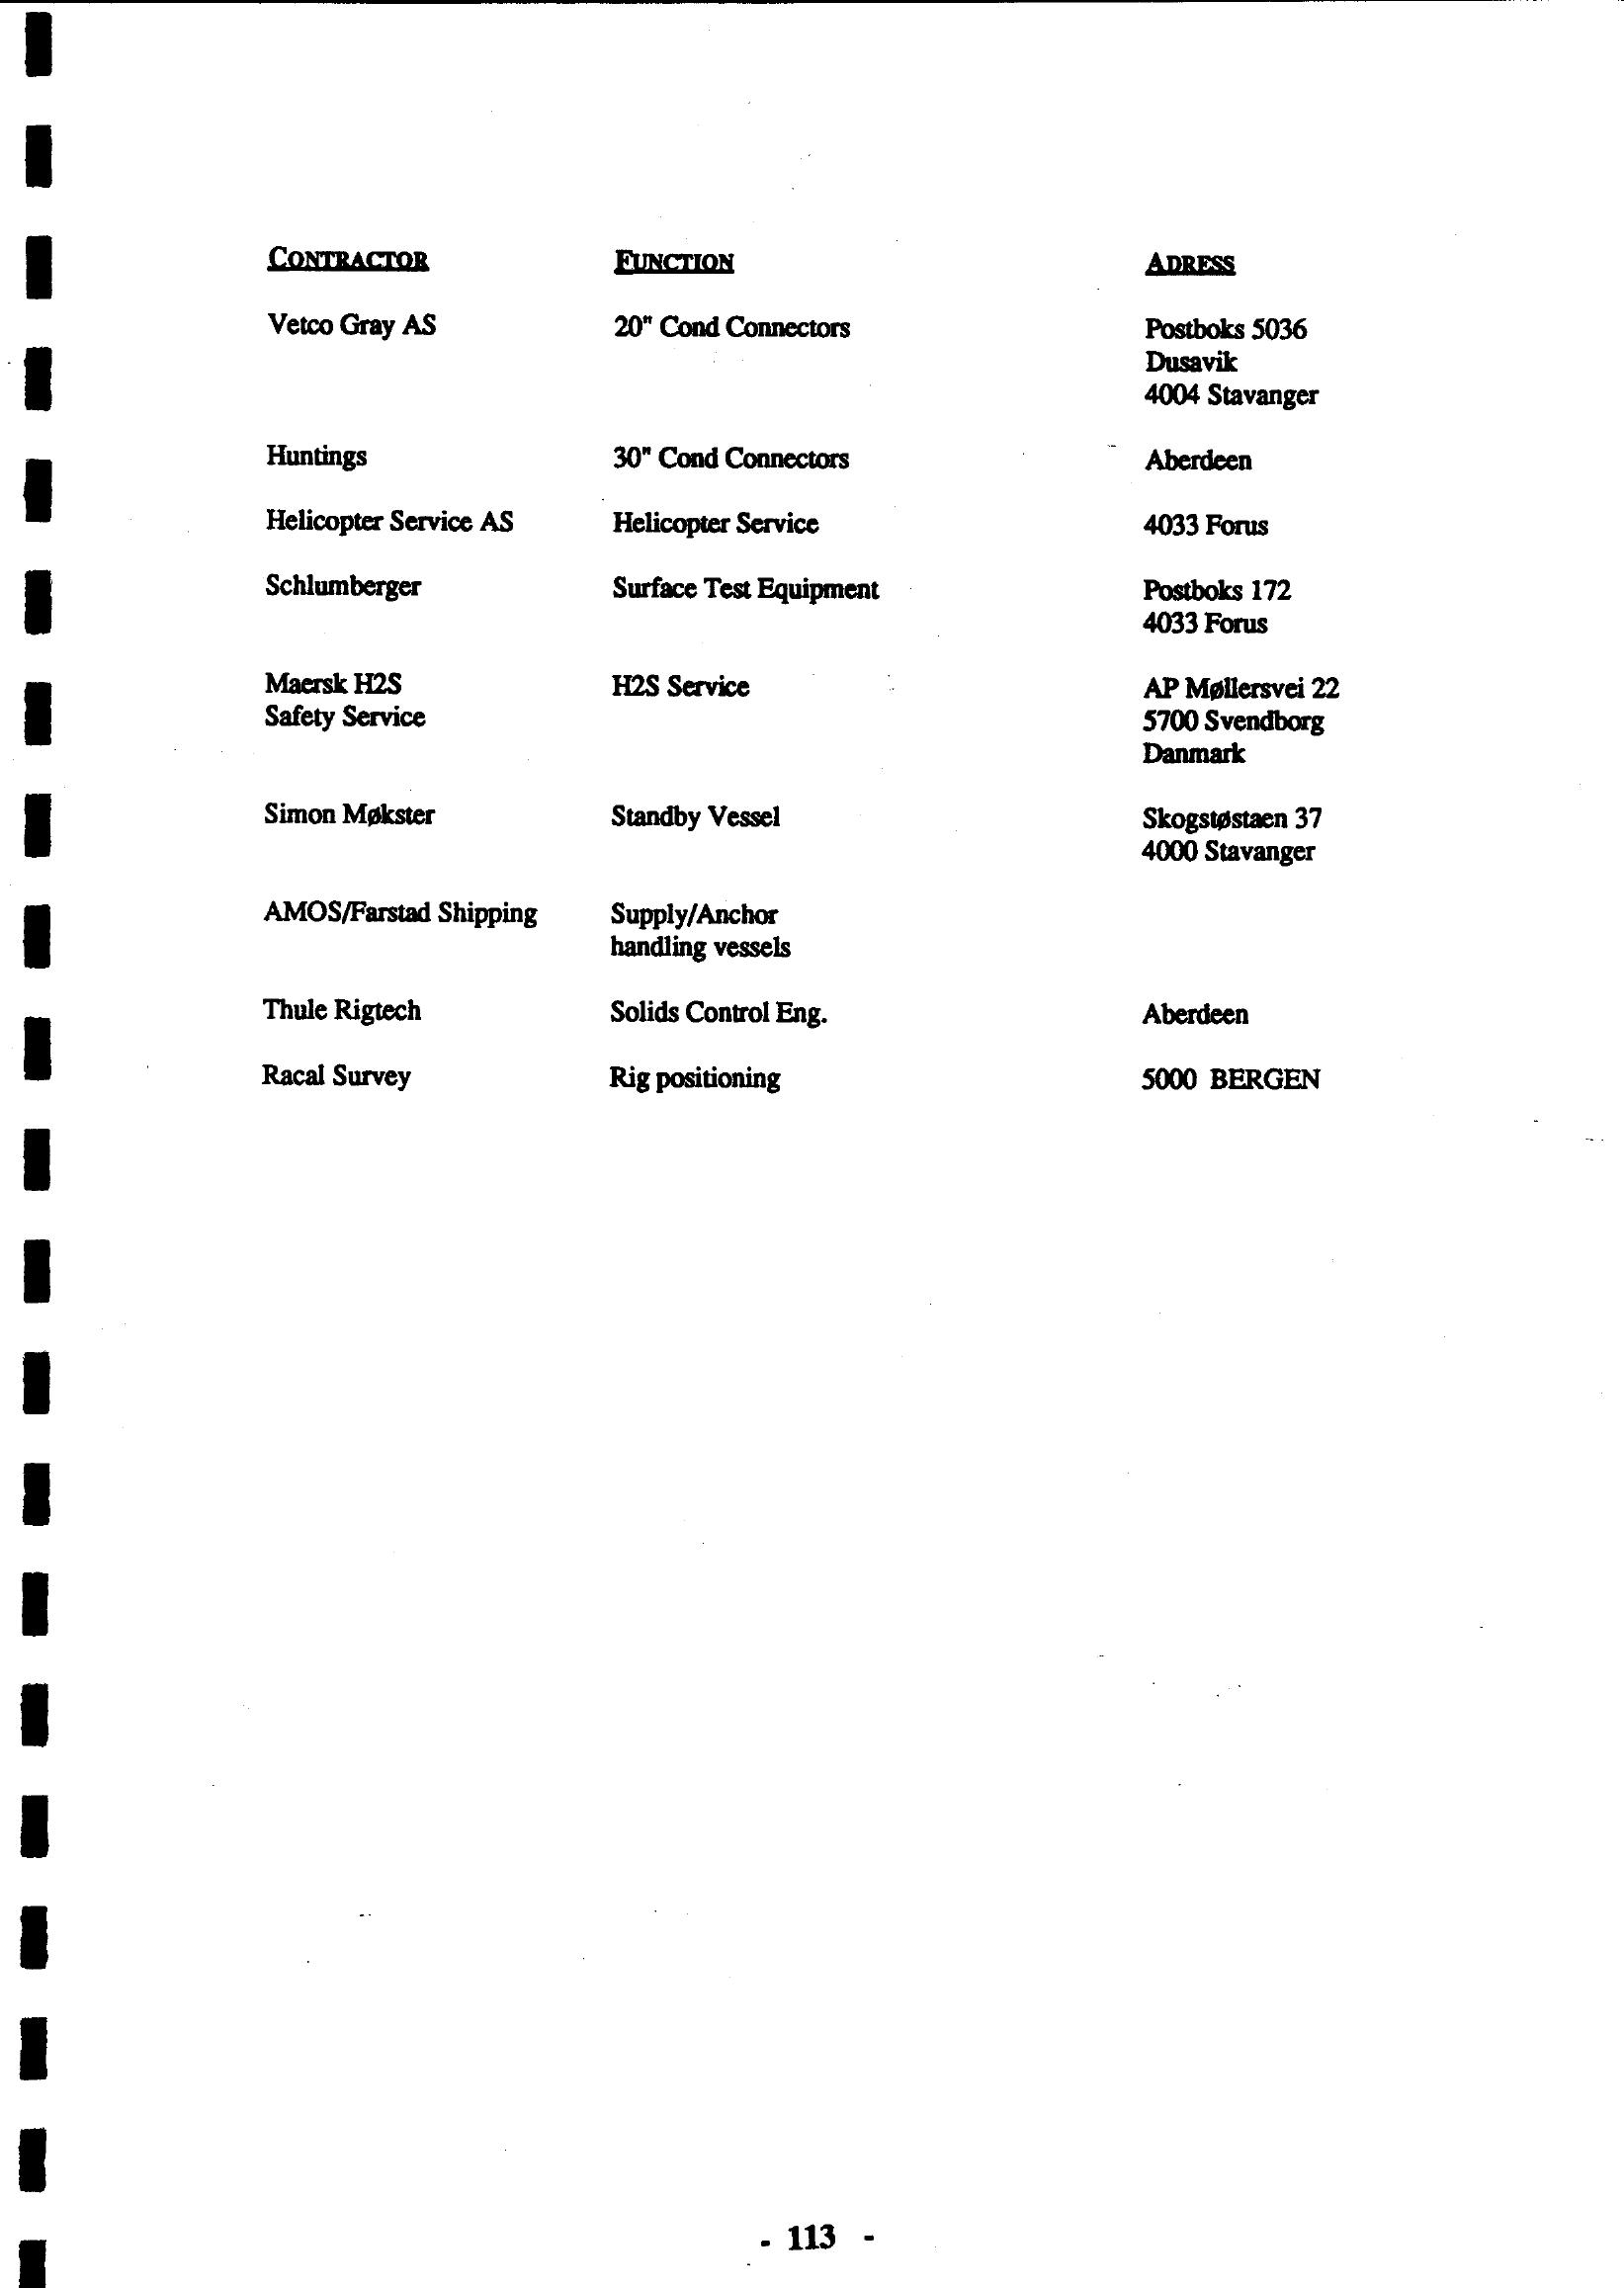 CONTRACTOR FUNCTION ADRESS
Vetco Gray AS 20" Cond Connectors Postboks 5036
Dusavik
4004 Stavanger
Huntings 30" Cond Connectors Aberdeen
Helicopter Service AS Helicopter Service 4033 Forus
Schlumberger Surface Test Equipment Postboks 172
4033 Forus
Maersk H2S H2S Service AP Møllersvei 22
Safety Service 5700 Svendborg
Danmark
Simon Møkster Standby Vessel Skogstøstaen 37
4000 Stavanger
AMOS/Farstad Shipping Supply/Anchor
handling vessels
Thule Rigtech Solids Control Eng. Aberdeen
Racal Survey Rig positioning 5000 BERGEN
- 113 -